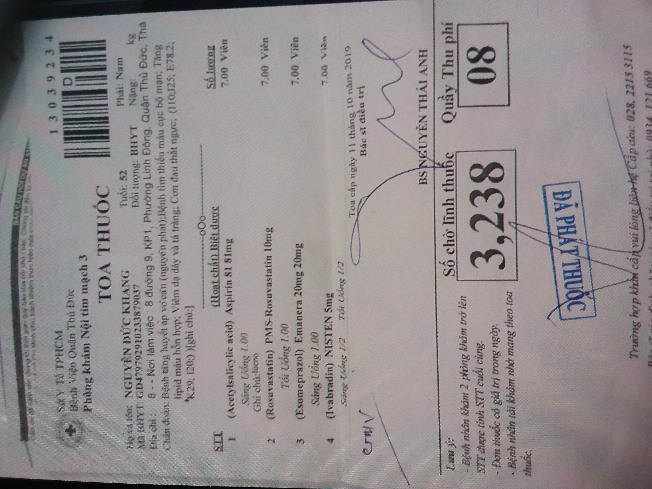 13039234
Sở Y Tế TPHCM
Bệnh Viện Quận Thủ Đức
Phòng khám Nội tim mạch 3
D
TOA THUỐC
Họ và tên: NGUYỄN ĐỨC KHANG Tuổi: 52 Phái: Nam
Mã BHYT: GD4797291023387903 Đối tượng: BHYT Nặng: kg
Địa chỉ : 8 - - Nơi làm việc : 8 đường 9, KP1, Phường Linh Đông, Quận Thủ Đức, Thà
Chẩn đoán: Bệnh tăng huyết áp vô căn (nguyên phát);Bệnh tim thiếu máu cục bộ mạn; Tăng
lipid máu hỗn hợp; Viêm dạ dày và tá tràng; Cơn đau thắt ngực; (I10;I25; E78.2;
K29; I20;) )[ghi chú:]
oOo
STT (Hoạt chất) Biệt dược Số lượng
1 (Acetylsalicylic acid) Aspirin 81 81mg 7.00 Viên
Sáng Uống 1.00
Ghi chú:
2 (Rosuvastatin) PMS-Rosuvastatin 10mg 7.00 Viên
Tối Uống 1.00
3 (Esomeprazol) Emanera 20mg 20mg 7.00 Viên
Sáng Uống 1.00
4 (Ivabradin) NISTEN 5mg 7.00 Viên
Sáng Uống 1/2 Tối Uống 1/2
Toa cấp ngày 11 tháng 10 năm 2019
Bác sĩ điều trị
BS NGUYỄN THÁI ANH
Lưu ý:
- Bệnh nhân khám 2 phòng khám trở lên
STT được tính STT cuối cùng.
- Đơn thuốc có giá trị trong ngày.
- Bệnh nhân tái khám nhớ mang theo toa
thuốc.
Số chờ lĩnh thuốc
3,238
Quầy Thu phí
08
ĐÃ PHÁT THUỐC
Trường hợp khẩn cấp vui lòng liên hệ Cấp cứu: 028, 2215 3115
0934, 121 669